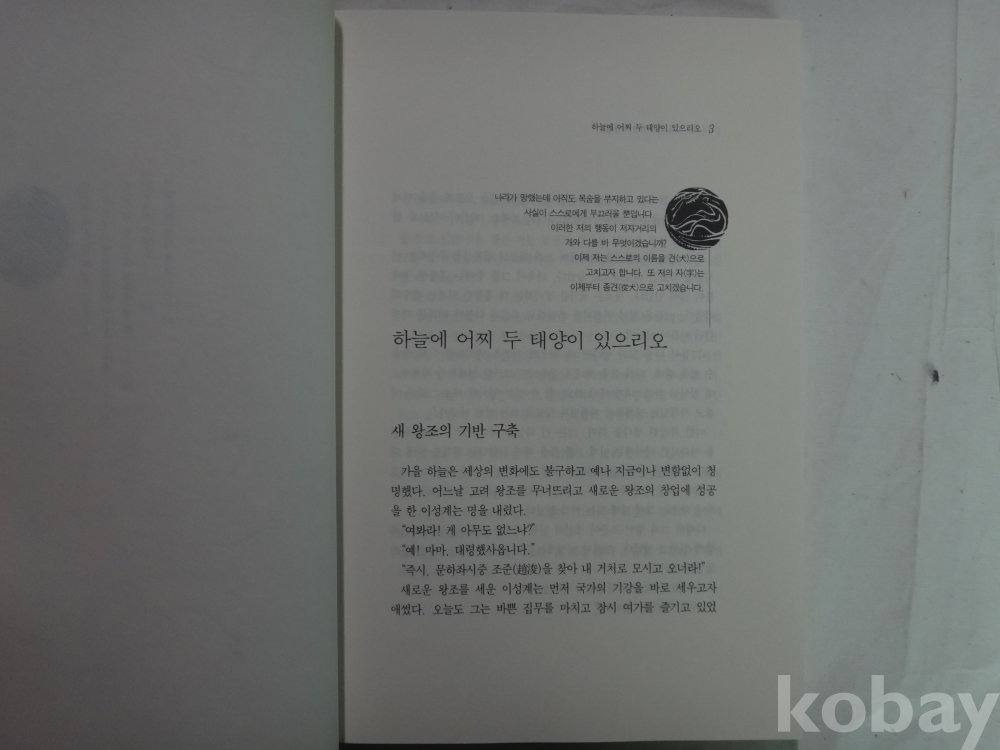 하늘에 어찌 두 태양이 있으리오 3
나라가 망했는데 아직도 목숨을 부지하고 있다는
사실이 스스로에게 부끄러울 뿐입니다.
이러한 저의 행동이 저자거리의
개와 다를 바 무엇이겠습니까?
이제 저는 스스로의 이름을 견(犬)으로
고치고자 합니다. 또 저의 자(字)는
이제부터 종견(從犬)으로 고치겠습니다.
하늘에 어찌 두 태양이 있으리오
새 왕조의 기반 구축
가을 하늘은 세상의 변화에도 불구하고 예나 지금이나 변함없이 청
명했다. 어느날 고려 왕조를 무너뜨리고 새로운 왕조의 창업에 성공
을 한 이성계는 명을 내렸다.
"여봐라! 게 아무도 없느냐?"
"예! 마마, 대령했사옵니다."
"즉시, 문하좌시중 조준(趙浚)을 찾아 내 거처로 모시고 오너라!"
새로운 왕조를 세운 이성계는 먼저 국가의 기강을 바로 세우고자
애썼다. 오늘도 그는 바쁜 집무를 마치고 잠시 여가를 즐기고 있었
kobay